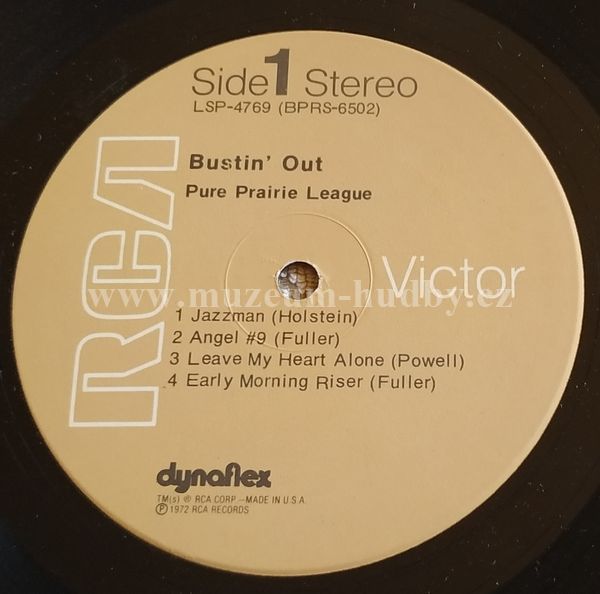 Side 1 Stereo
LSP-4769 (BPRS-6502)
Bustin' Out
Pure Prairie League
RCA
Victor
www.muzeum-hudby.cz
1 Jazzman (Holstein)
2 Angel #9 (Fuller)
3 Leave My Heart Alone (Powell)
4 Early Morning Riser (Fuller)
dynaflex
TM(s) ® RCA CORP.—MADE IN U.S.A.
Ⓟ 1972 RCA RECORDS